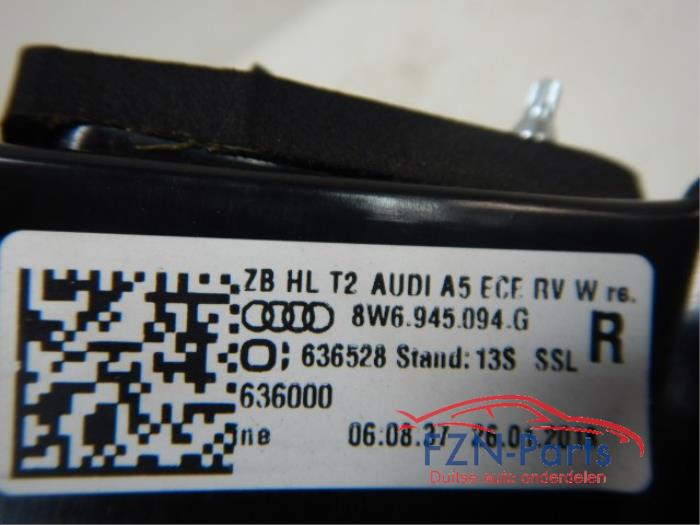 ZB HL T2 AUDI A5 ECE RV W re.
8W6.945.094.G R
636528 Stand: 13S SSL
636000
06:08:37
FZN-Parts
Duitse auto onderdelen